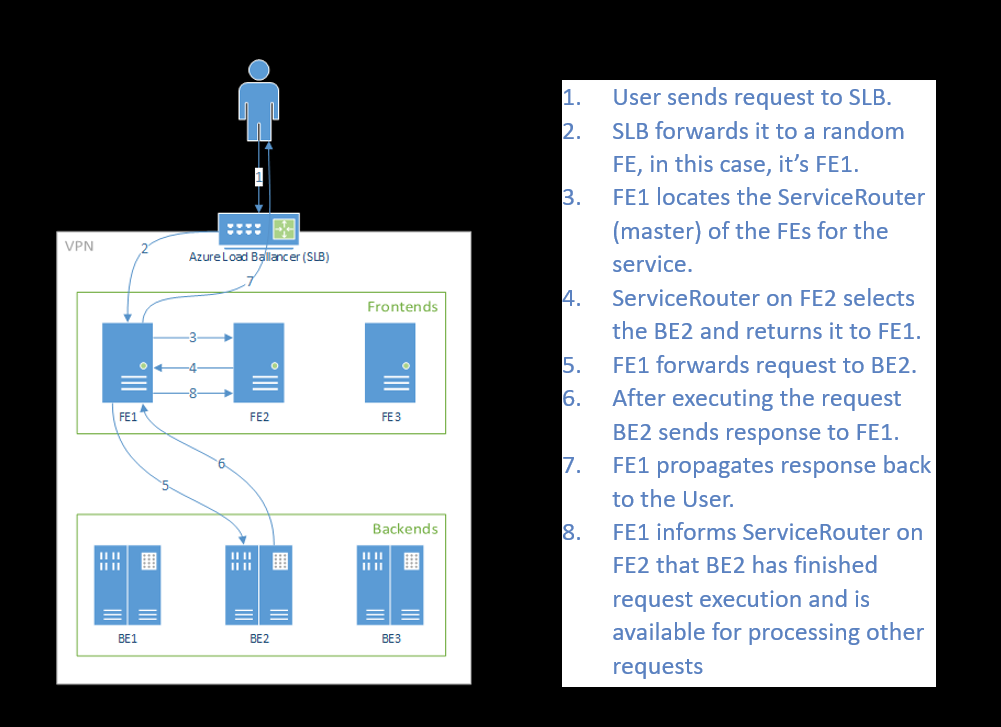 1
VPN
2
Azure Load Ballancer (SLB)
7
Frontends
3
4
8
FE1
FE2
FE3
6
5
Backends
BE1
BE2
BE3
1. User sends request to SLB.
2. SLB forwards it to a random
FE, in this case, it’s FE1.
3. FE1 locates the ServiceRouter
(master) of the FEs for the
service.
4. ServiceRouter on FE2 selects
the BE2 and returns it to FE1.
5. FE1 forwards request to BE2.
6. After executing the request
BE2 sends response to FE1.
7. FE1 propagates response back
to the User.
8. FE1 informs ServiceRouter on
FE2 that BE2 has finished
request execution and is
available for processing other
requests